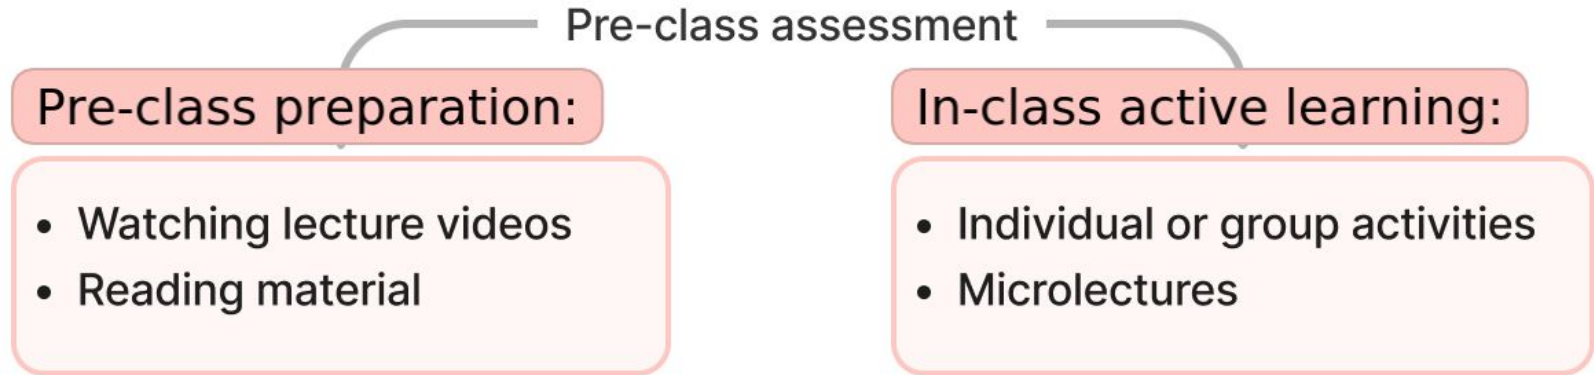 Pre-class assessment
Pre-class preparation:
• Watching lecture videos
• Reading material
In-class active learning:
• Individual or group activities
• Microlectures